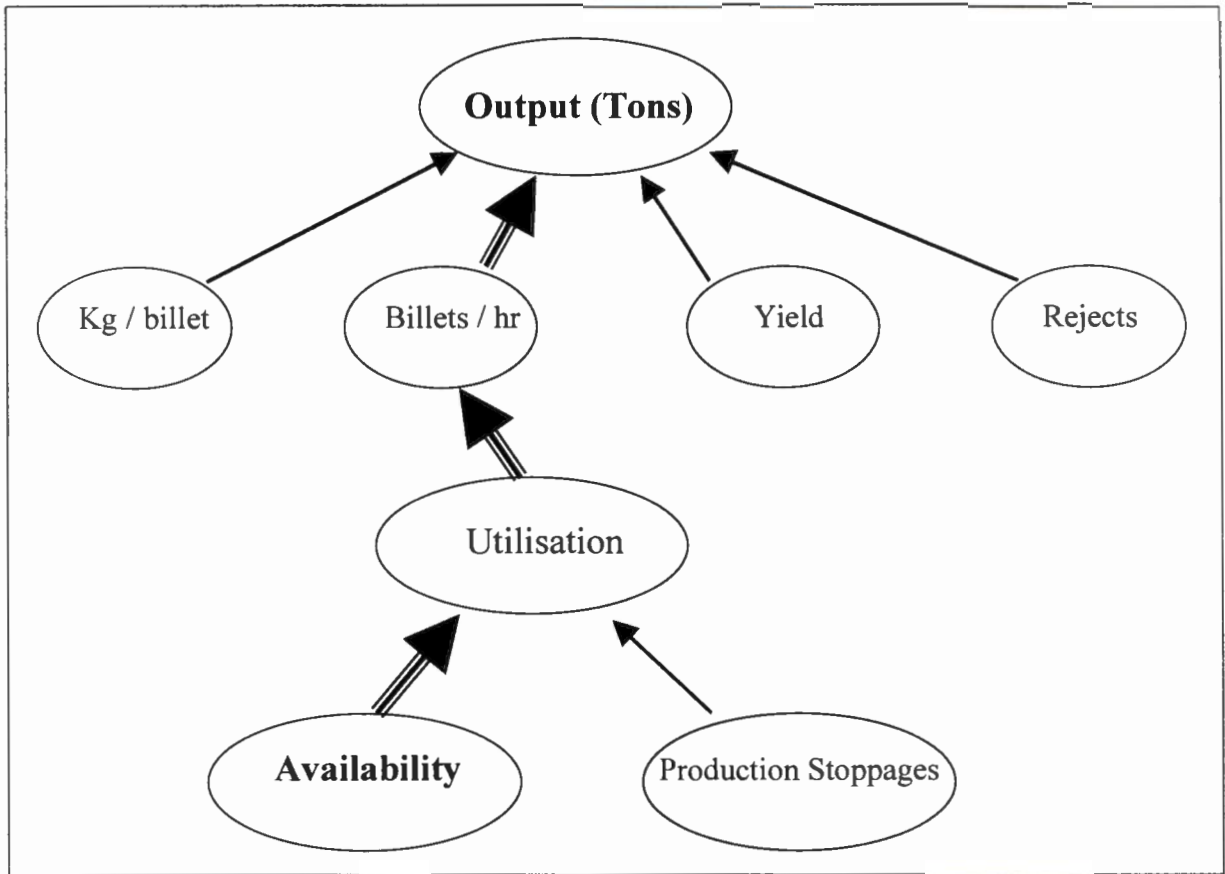 Output (Tons)
Kg / billet
Billets / hr
Yield
Rejects
Utilisation
Availability
Production Stoppages